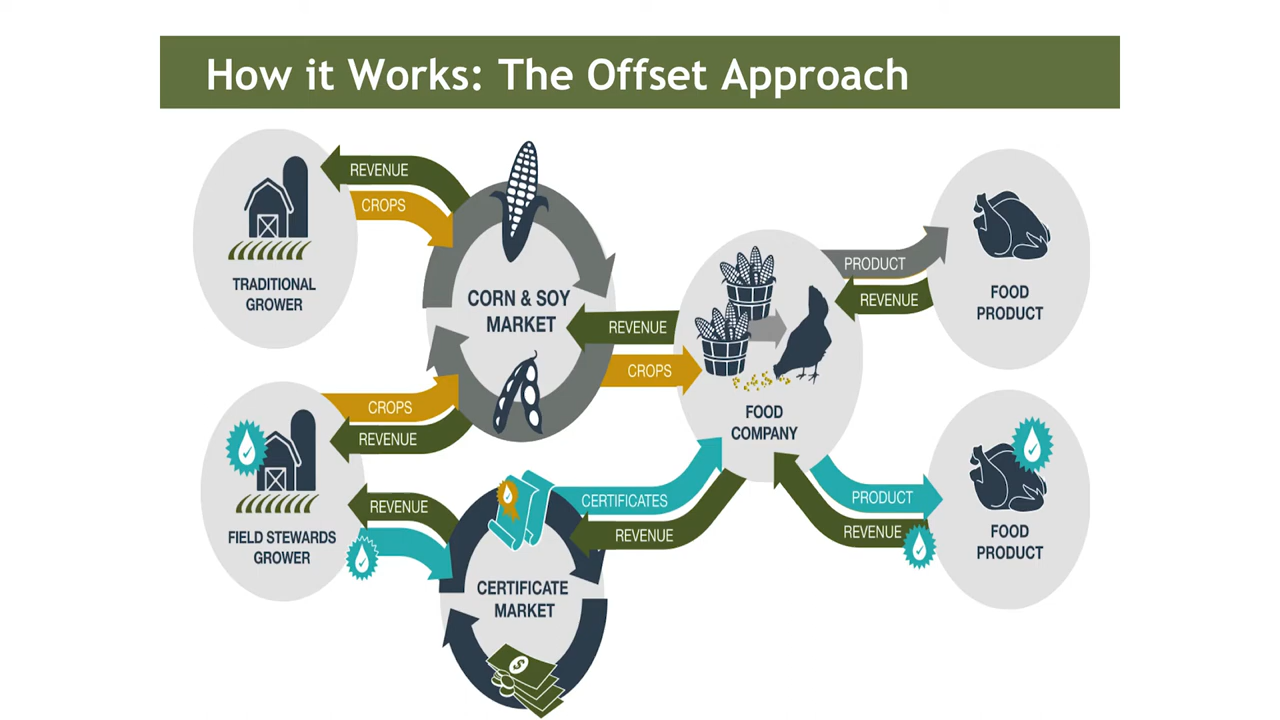 How it Works: The Offset Approach
REVENUE
CROPS
TRADITIONAL
GROWER
CORN & SOY
MARKET
REVENUE
CROPS
PRODUCT
REVENUE
FOOD
PRODUCT
CROPS
REVENUE
FOOD
COMPANY
FIELD STEWARDS
GROWER
REVENUE
CERTIFICATES
REVENUE
PRODUCT
REVENUE
FOOD
PRODUCT
CERTIFICATE
MARKET
$